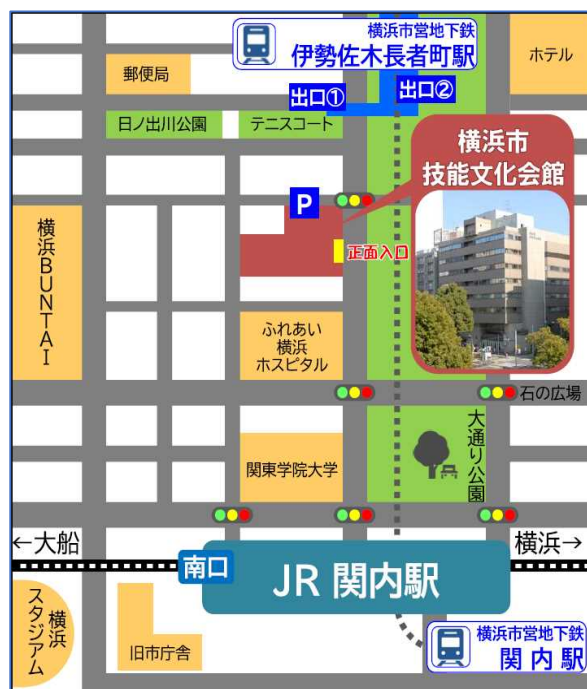 横浜市営地下鉄
伊勢佐木長者町駅
ホテル
郵便局
出口①
出口②
日ノ出川公園
テニスコート
横浜市
技能文化会館
P
正面入口
横浜BUNTAI
ふれあい
横浜
ホスピタル
石の広場
関東学院大学
大通り公園
←大船
横浜→
南口
JR 関内駅
横浜
スタジアム
旧市庁舎
横浜市営地下鉄
関内駅